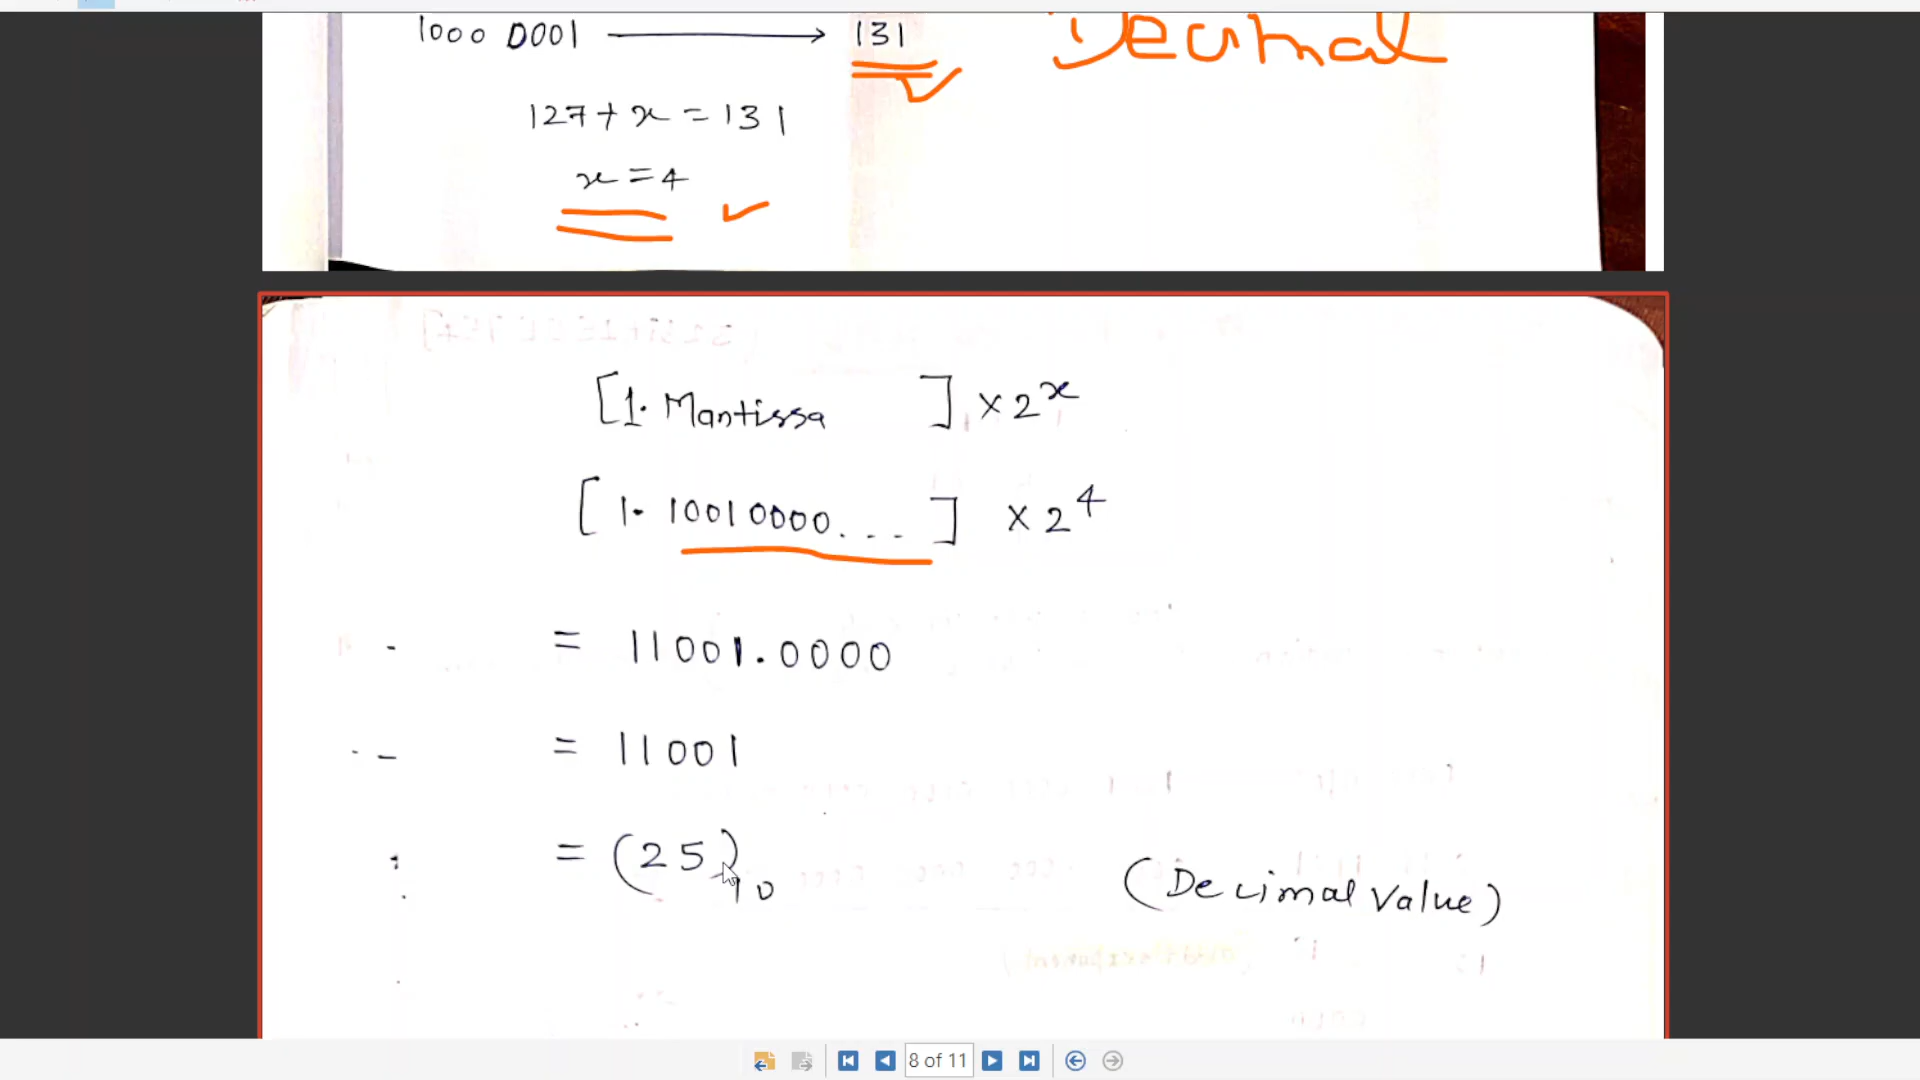 1000 0001 → 131
Decimal
127 + x = 131
x = 4
[1. Mantissa ] × 2^x
[1. 10010000... ] × 2^4
= 11001.0000
= 11001
= (25)10
(Decimal Value)
8 of 11